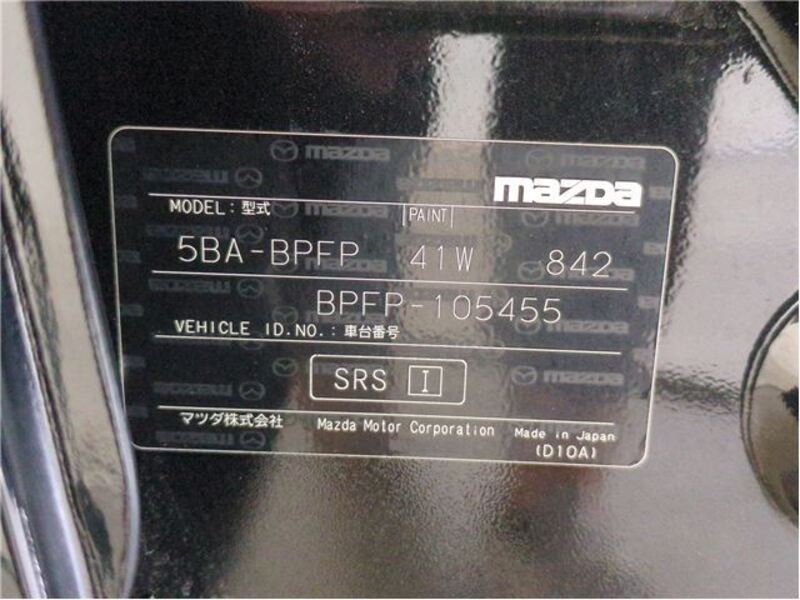 mazda
MODEL：型式 |PAINT|
5BA-BPFP 41W 842
BPFP-105455
VEHICLE ID.NO.：車台番号
SRS I
マツダ株式会社 Mazda Motor Corporation Made in Japan
(D10A)